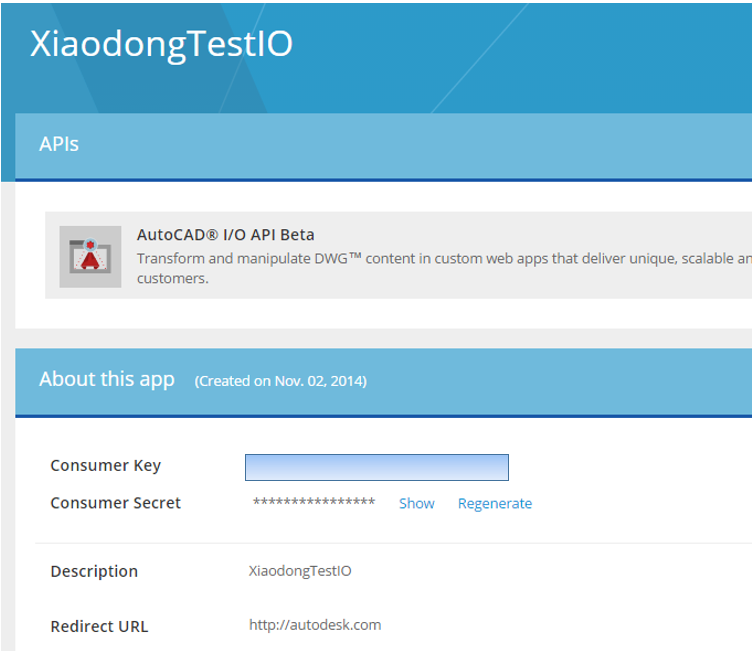 XiaodongTestIO
APIs
AutoCAD® I/O API Beta
Transform and manipulate DWG™ content in custom web apps that deliver unique, scalable an
customers.
About this app (Created on Nov. 02, 2014)
Consumer Key
Consumer Secret **************** Show Regenerate
Description XiaodongTestIO
Redirect URL http://autodesk.com